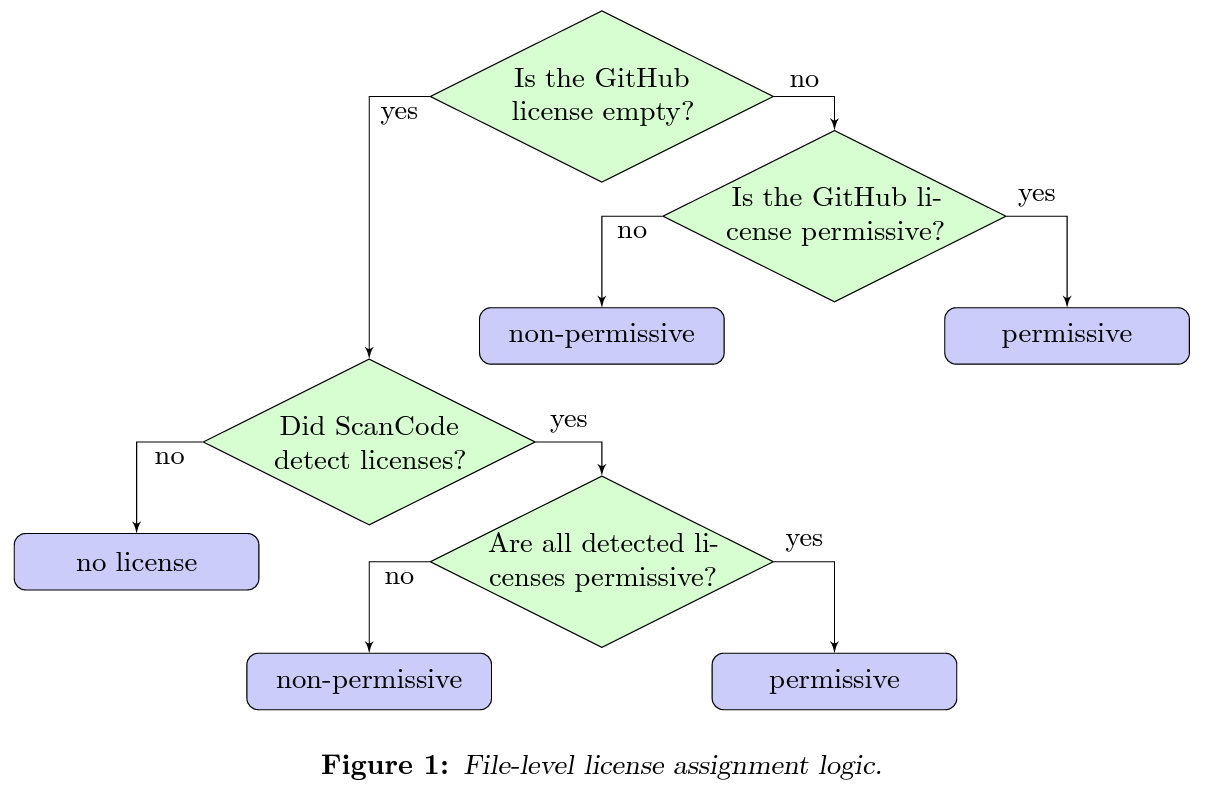 Is the GitHub
license empty?
no
yes
Is the GitHub li-
cense permissive?
yes
no
non-permissive
permissive
Did ScanCode
detect licenses?
yes
no
no license
Are all detected li-
censes permissive?
yes
no
non-permissive
permissive
Figure 1: File-level license assignment logic.